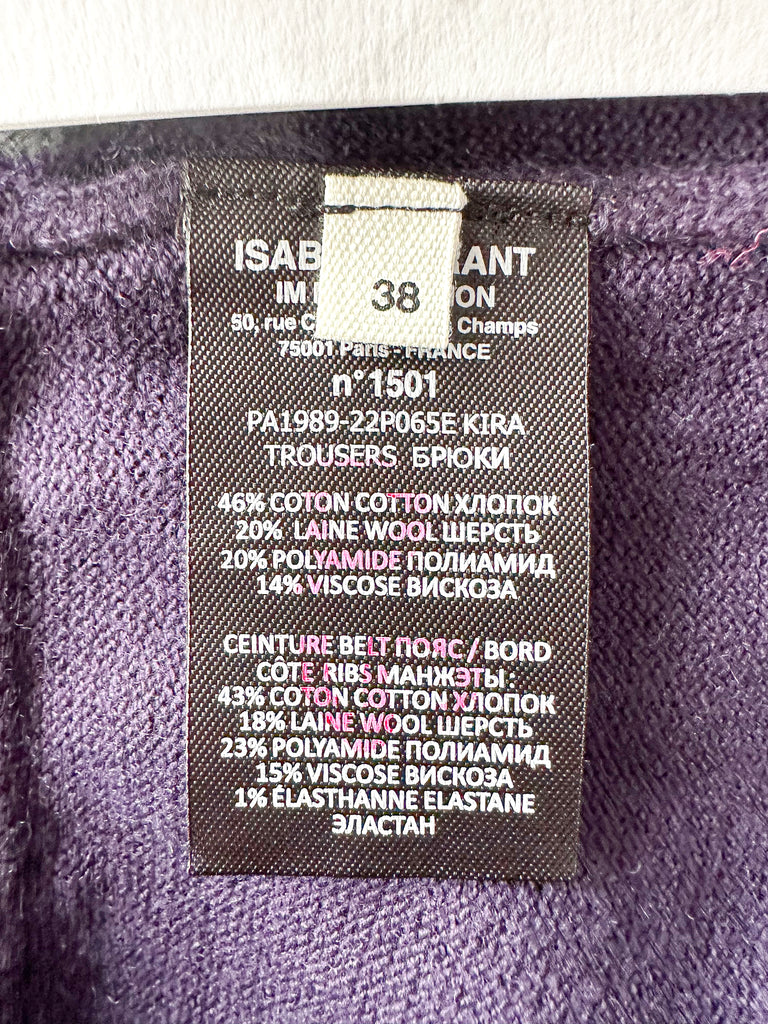 38
ISAB RANT
IM ION
50, rue C Champs
75001 Paris - FRANCE
n°1501
PA1989-22P065E KIRA
TROUSERS БРЮКИ
46% COTON COTTON ХЛОПОК
20% LAINE WOOL ШЕРСТЬ
20% POLYAMIDE ПОЛИАМИД
14% VISCOSE ВИСКОЗА
CEINTURE BELT ПОЯС / BORD
CÔTE RIBS МАНЖЭТЫ :
43% COTON COTTON ХЛОПОК
18% LAINE WOOL ШЕРСТЬ
23% POLYAMIDE ПОЛИАМИД
15% VISCOSE ВИСКОЗА
1% ÉLASTHANNE ELASTANE
ЭЛАСТАН